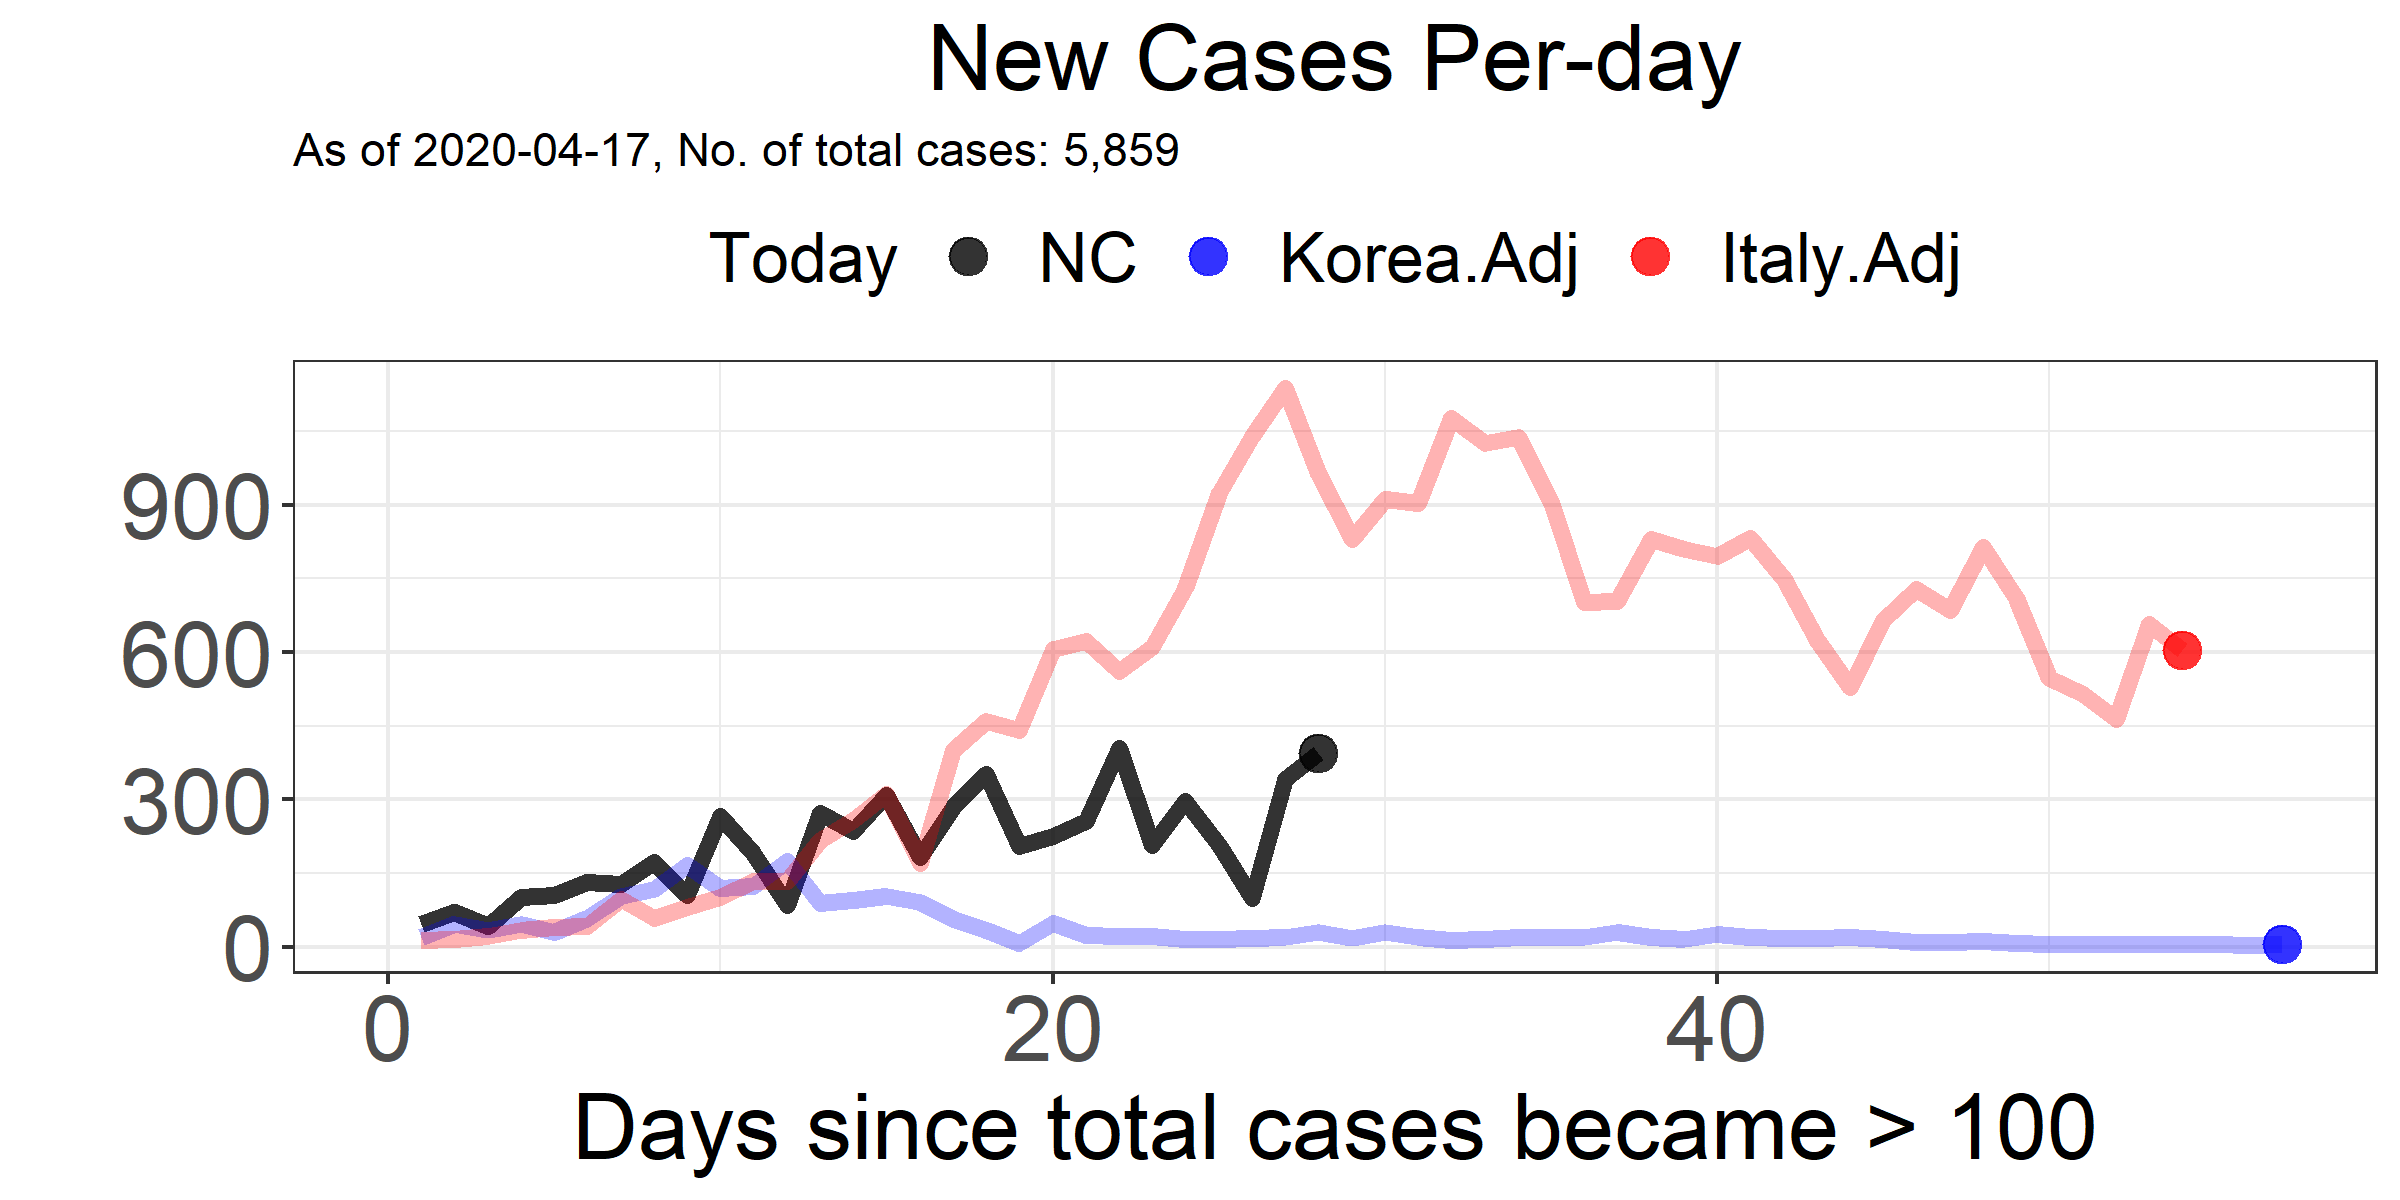 New Cases Per-day
As of 2020-04-17, No. of total cases: 5,859
Today NC Korea.Adj Italy.Adj
900
600
300
0
0 20 40
Days since total cases became > 100